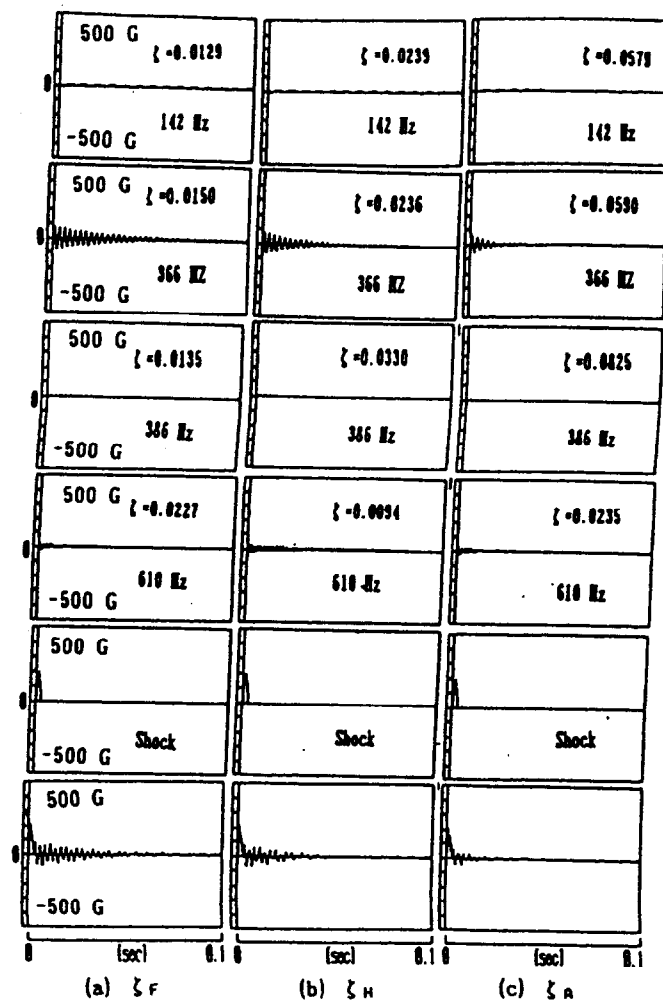 500 G
ζ=0.0129
ζ=0.0239
ζ=0.0579
0
142 Hz
142 Hz
142 Hz
-500 G
500 G
ζ=0.0150
ζ=0.0236
ζ=0.0590
0
366 HZ
366 Hz
366 Hz
-500 G
500 G
ζ=0.0135
ζ=0.0330
ζ=0.0825
0
386 Hz
386 Hz
386 Hz
-500 G
500 G
ζ=0.0227
ζ=0.0094
ζ=0.0235
0
610 Hz
610 Hz
610 Hz
-500 G
500 G
0
Shock
Shock
Shock
-500 G
500 G
0
-500 G
0 [sec] 0.1
0 [sec] 0.1
0 [sec] 0.1
(a) ζF
(b) ζH
(c) ζA